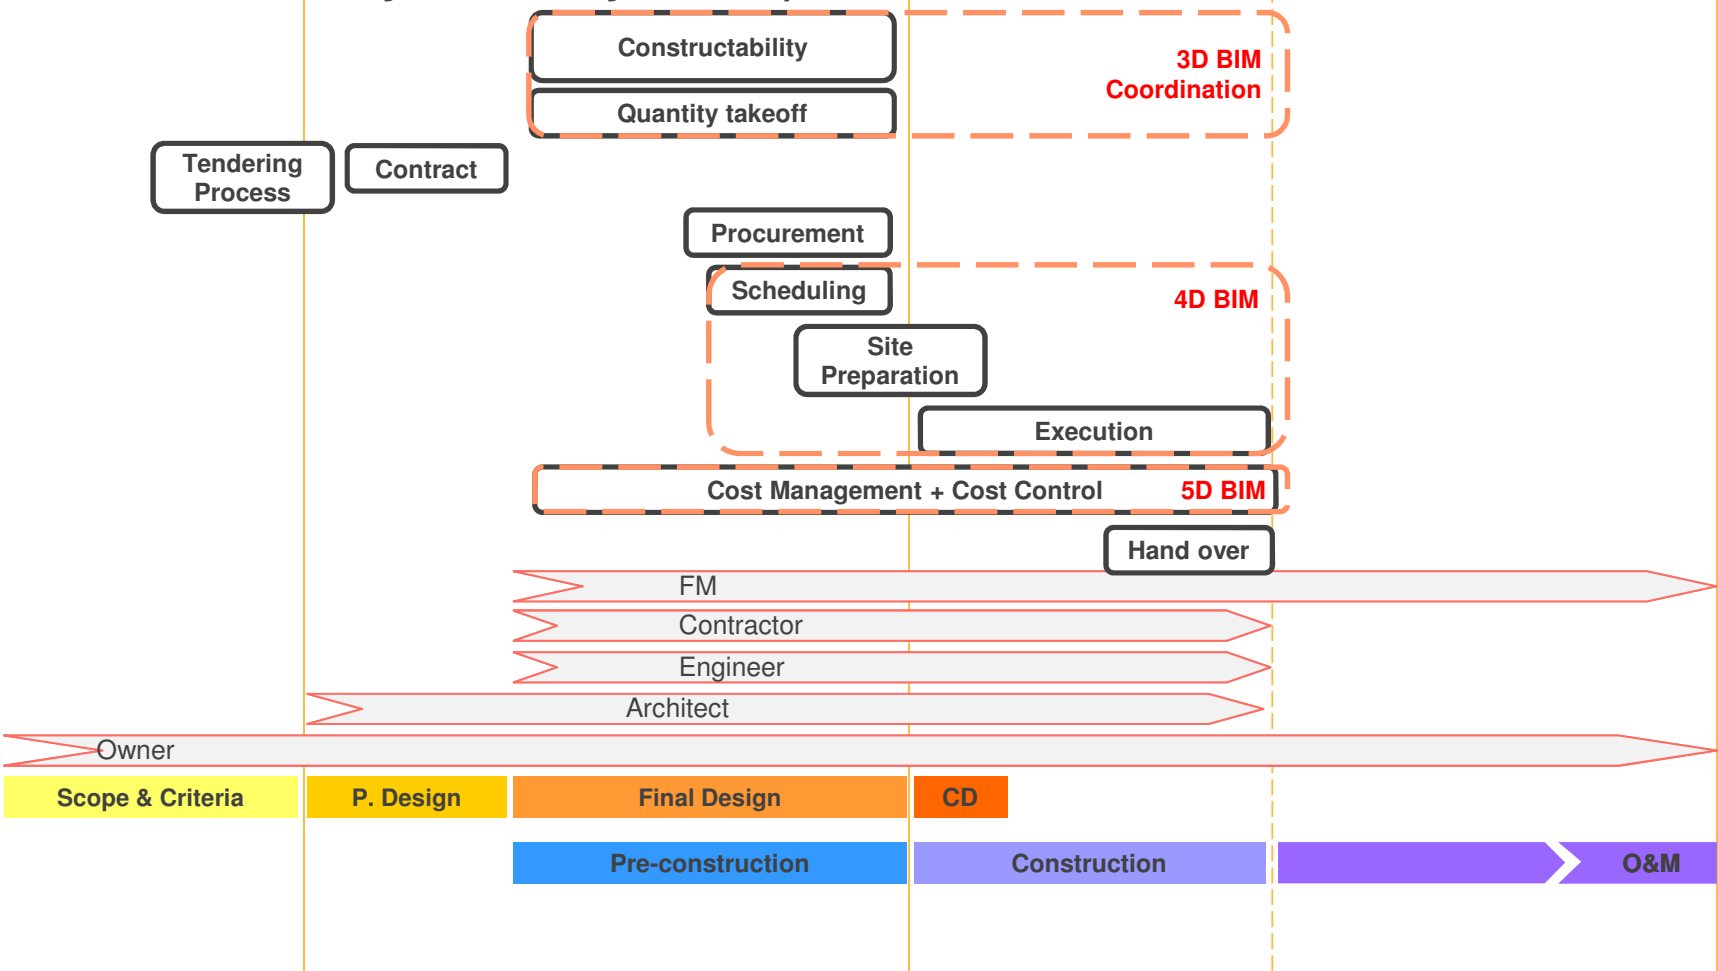 Constructability
3D BIM
Coordination
Quantity takeoff
Tendering
Process
Contract
Procurement
Scheduling
4D BIM
Site
Preparation
Execution
Cost Management + Cost Control
5D BIM
Hand over
FM
Contractor
Engineer
Architect
Owner
Scope & Criteria
P. Design
Final Design
CD
Pre-construction
Construction
O&M